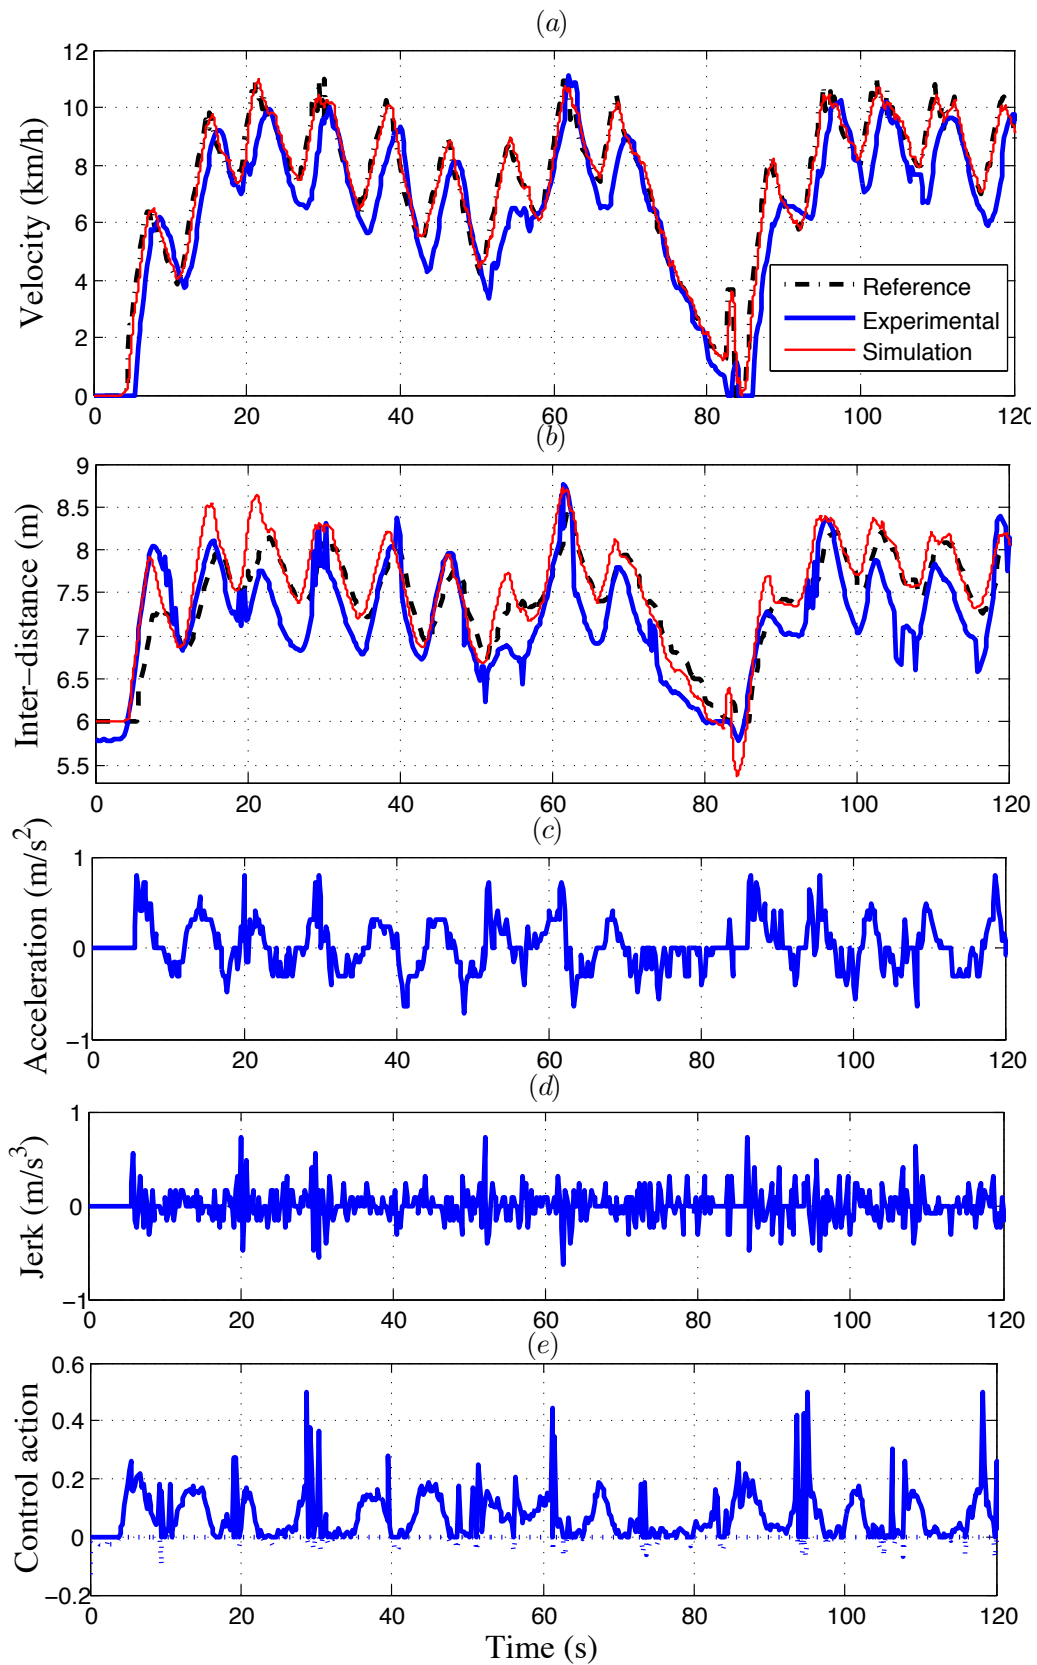 (a)
Velocity (km/h)
12
10
8
6
4
2
0
Reference
Experimental
Simulation
0 20 40 60 80 100 120
(b)
Inter-distance (m)
9
8.5
8
7.5
7
6.5
6
5.5
0 20 40 60 80 100 120
(c)
Acceleration (m/s²)
1
0
-1
0 20 40 60 80 100 120
(d)
Jerk (m/s³)
1
0
-1
0 20 40 60 80 100 120
(e)
Control action
0.6
0.4
0.2
0
-0.2
0 20 40 60 80 100 120
Time (s)